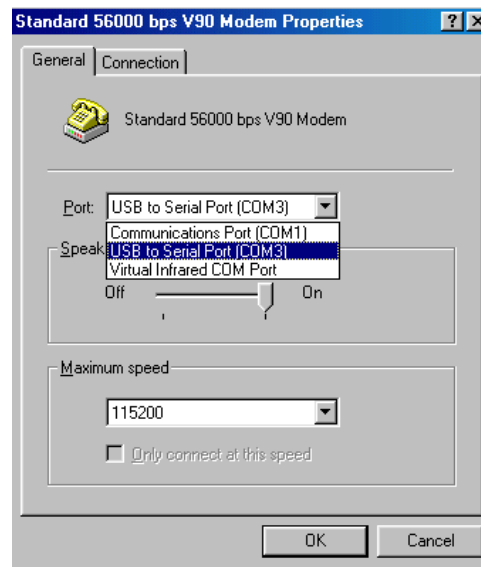 Standard 56000 bps V90 Modem Properties
General
Connection
Standard 56000 bps V90 Modem
Port:
USB to Serial Port (COM3)
Communications Port (COM1)
USB to Serial Port (COM3)
Virtual Infrared COM Port
Speak
Off
On
Maximum speed
115200
Only connect at this speed
OK
Cancel